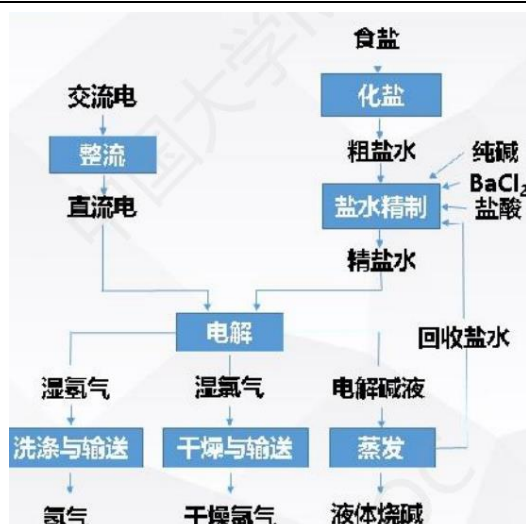 食盐
交流电
化盐
整流
粗盐水
纯碱
BaCl₂
直流电
盐水精制
盐酸
精盐水
电解
回收盐水
湿氢气
湿氯气
电解碱液
洗涤与输送
干燥与输送
蒸发
氢气
干燥氯气
液体烧碱